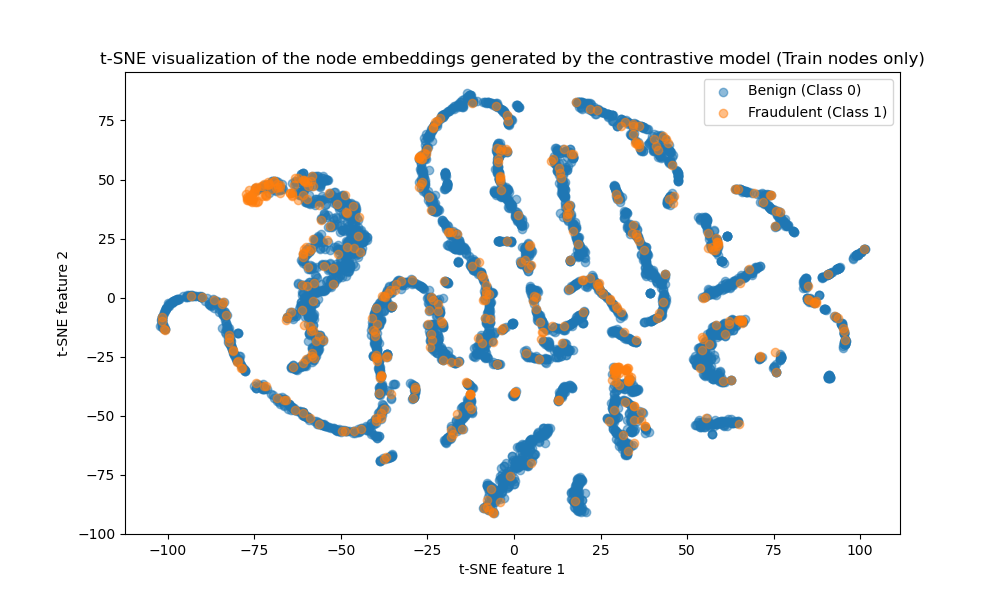 t-SNE visualization of the node embeddings generated by the contrastive model (Train nodes only)
Benign (Class 0)
Fraudulent (Class 1)
75
50
25
0
−25
−50
−75
−100
t-SNE feature 2
−100 −75 −50 −25 0 25 50 75 100
t-SNE feature 1